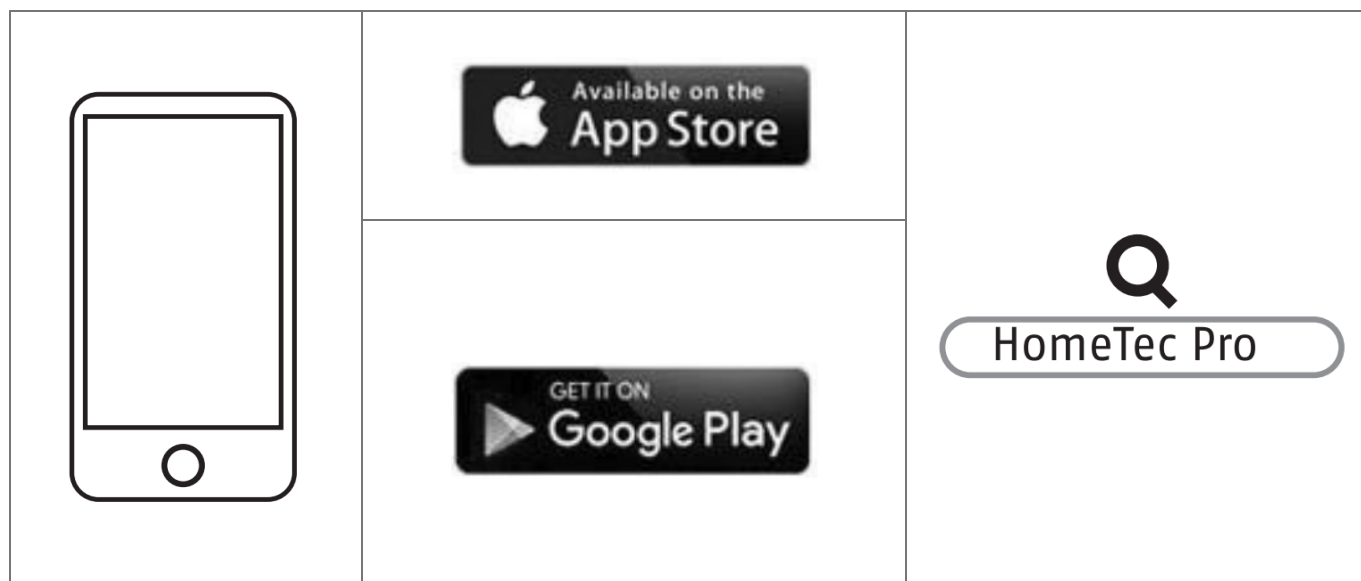 Available on the
App Store
GET IT ON
Google Play
HomeTec Pro